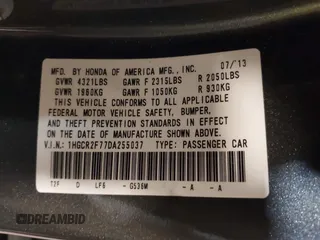 MFD. BY HONDA OF AMERICA MFG., INC. 07/13
GVWR 4321LBS GAWR F 2315LBS R 2050LBS
GVWR 1960KG GAWR F 1050KG R 930KG
THIS VEHICLE CONFORMS TO ALL APPLICABLE
FEDERAL MOTOR VEHICLE SAFETY, BUMPER,
AND THEFT PREVENTION STANDARDS IN EFFECT
ON THE DATE OF MANUFACTURE SHOWN ABOVE.
V.I.N: 1HGCR2F77DA255037 TYPE: PASSENGER CAR
T2F 0 LF6 - G536M - A - A
DREAMBID